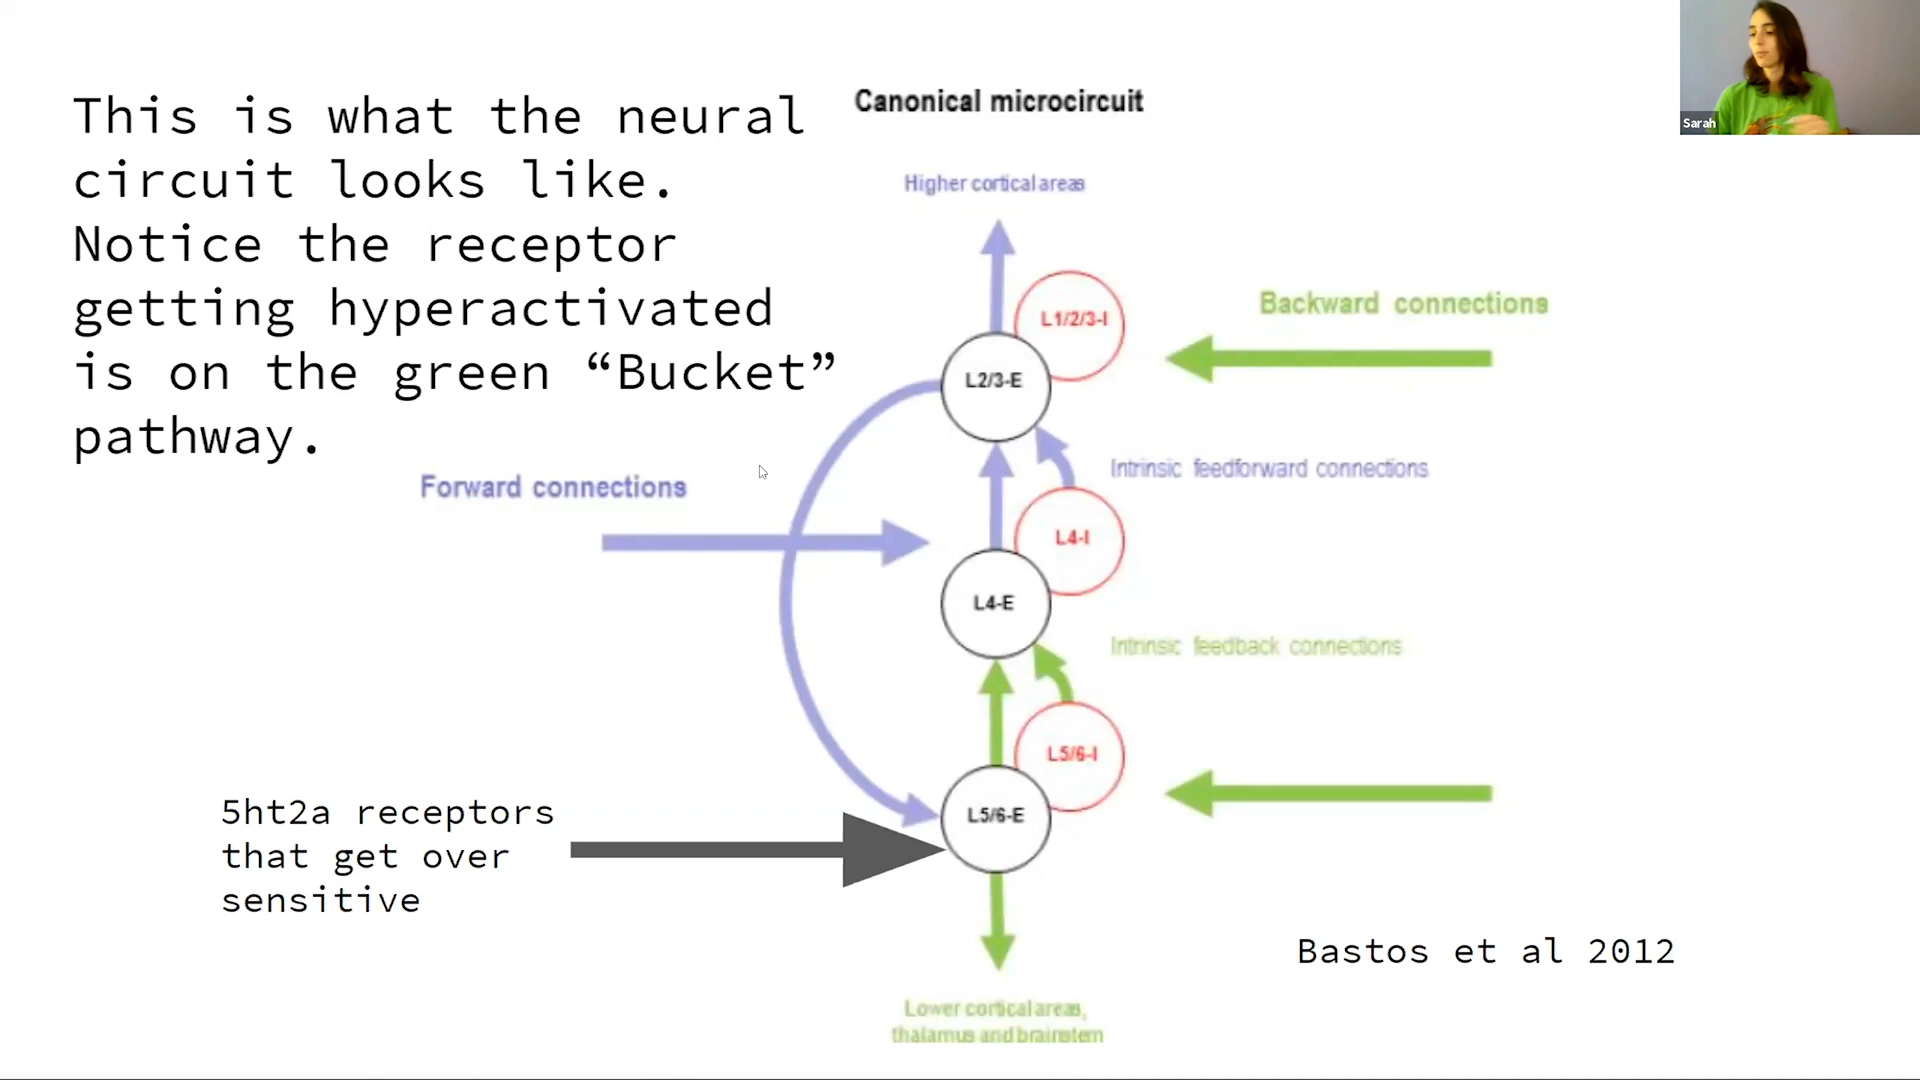 This is what the neural
circuit looks like.
Notice the receptor
getting hyperactivated
is on the green “Bucket”
pathway.
Canonical microcircuit
Sarah
Higher cortical areas
L1/2/3-I
Backward connections
L2/3-E
Forward connections
Intrinsic feedforward connections
L4-I
L4-E
Intrinsic feedback connections
L5/6-I
5ht2a receptors
that get over
sensitive
L5/6-E
Bastos et al 2012
Lower cortical areas,
thalamus and brainstem